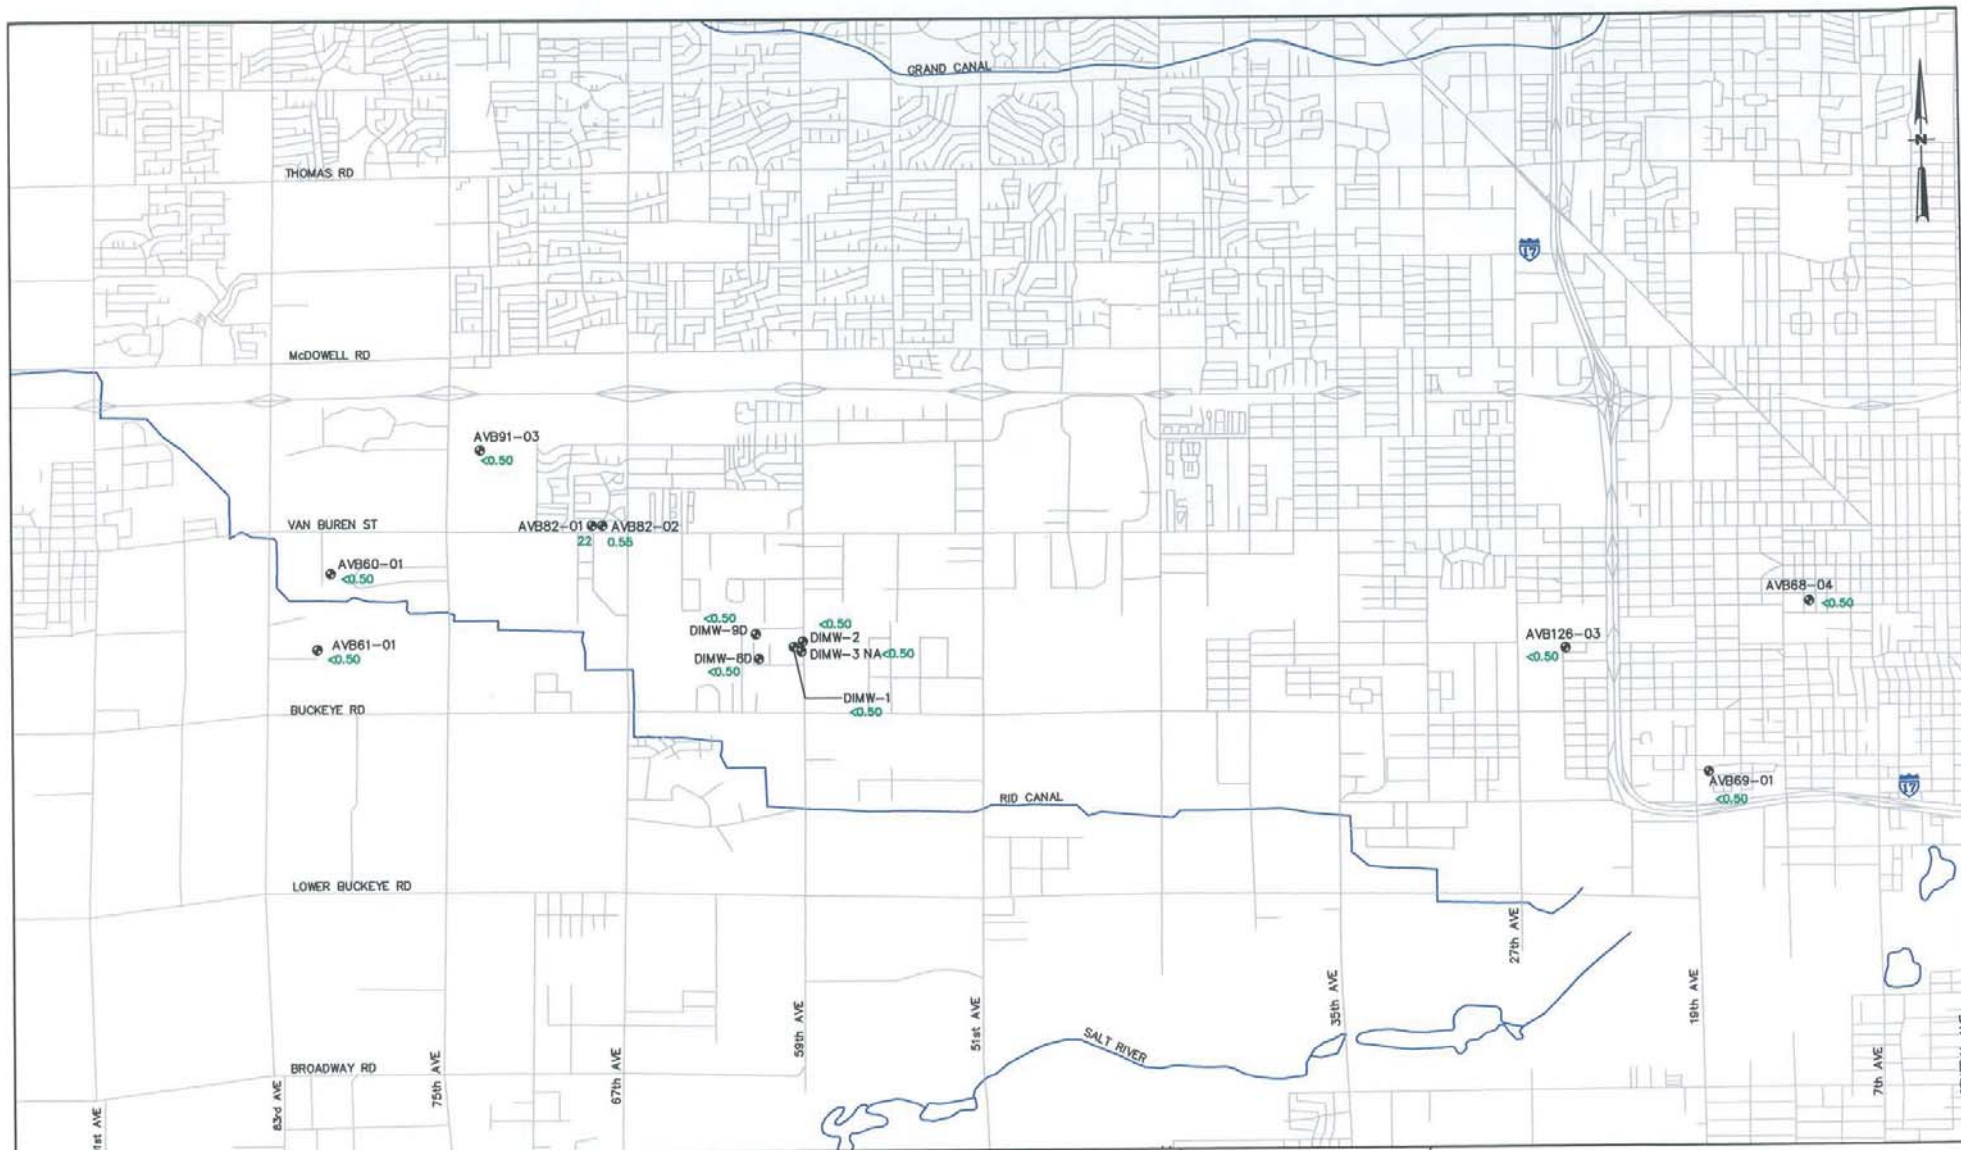 GRAND CANAL
N
THOMAS RD
17
McDOWELL RD
AVB91-03
<0.50
VAN BUREN ST
AVB82-01
AVB82-02
22
0.55
AVB60-01
<0.50
AVB68-04
<0.50
<0.50
<0.50
DIMW-9D
DIMW-2
AVB126-03
AVB61-01
<0.50
DIMW-3 NA<0.50
<0.50
DIMW-8D
<0.50
DIMW-1
<0.50
BUCKEYE RD
AVB69-01
<0.50
17
RID CANAL
LOWER BUCKEYE RD
27th AVE
35th AVE
19th AVE
59th AVE
51st AVE
SALT RIVER
BROADWAY RD
75th AVE
67th AVE
83rd AVE
7th AVE
1st AVE